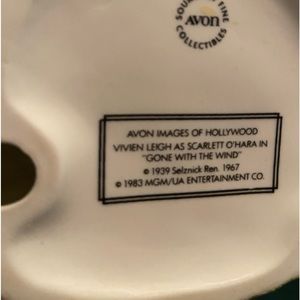 SOURCE OF FINE
AVON
COLLECTIBLES
AVON IMAGES OF HOLLYWOOD
VIVIEN LEIGH AS SCARLETT O'HARA IN
"GONE WITH THE WIND"
© 1939 Selznick Ren. 1967
© 1983 MGM/UA ENTERTAINMENT CO.